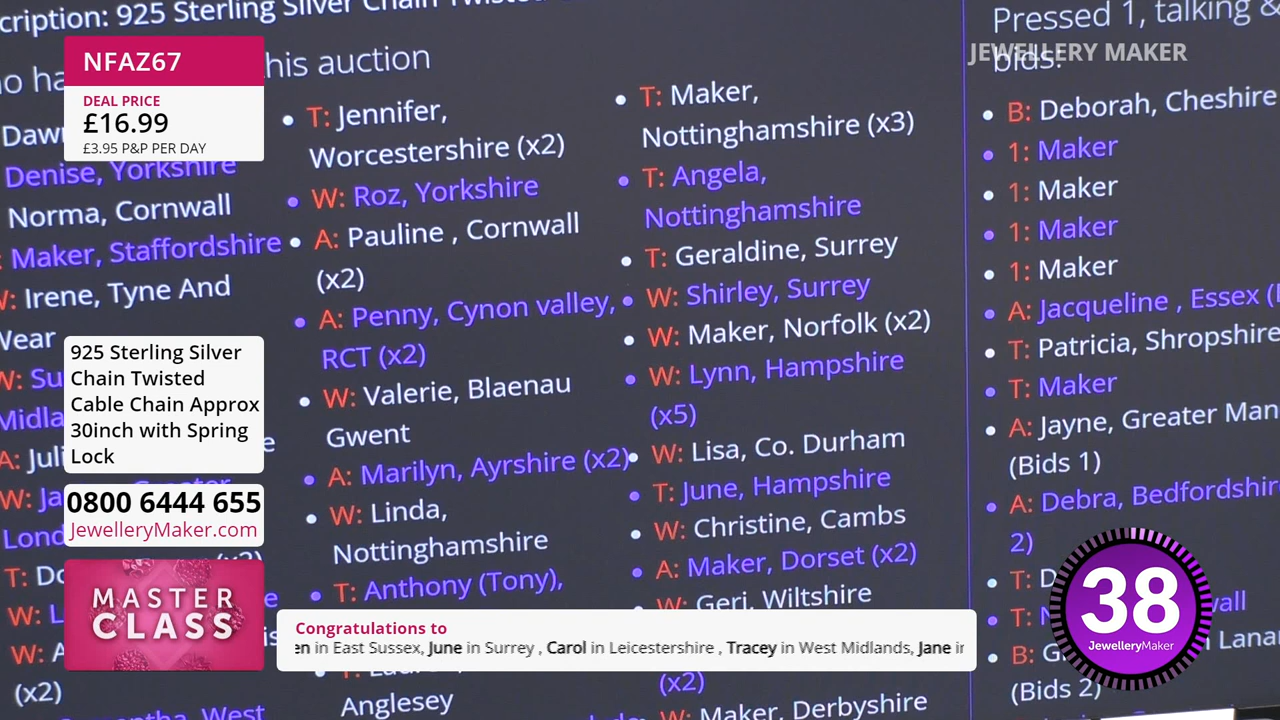 cription: 925 Sterling Silver Chain Twisted
Pressed 1, talking &
bids:
JEWELLERY MAKER
this auction
NFAZ67
DEAL PRICE
£16.99
£3.95 P&P PER DAY
Denise, Yorkshire
Norma, Cornwall
Maker, Staffordshire
Irene, Tyne And
Wear
925 Sterling Silver
Chain Twisted
Cable Chain Approx
30inch with Spring
Lock
0800 6444 655
JewelleryMaker.com
MASTER
CLASS
(x2)
T: Jennifer,
Worcestershire (x2)
W: Roz, Yorkshire
A: Pauline , Cornwall
(x2)
A: Penny, Cynon valley,
RCT (x2)
W: Valerie, Blaenau
Gwent
A: Marilyn, Ayrshire (x2)
W: Linda,
Nottinghamshire
T: Anthony (Tony),
Anglesey
T: Maker,
Nottinghamshire (x3)
T: Angela,
Nottinghamshire
T: Geraldine, Surrey
W: Shirley, Surrey
W: Maker, Norfolk (x2)
W: Lynn, Hampshire
(x5)
W: Lisa, Co. Durham
T: June, Hampshire
W: Christine, Cambs
A: Maker, Dorset (x2)
W: Geri, Wiltshire
(x2)
W: Maker, Derbyshire
B: Deborah, Cheshire
1: Maker
1: Maker
1: Maker
1: Maker
A: Jacqueline , Essex
T: Patricia, Shropshire
T: Maker
A: Jayne, Greater Man
(Bids 1)
A: Debra, Bedfordshir
2)
(Bids 2)
Congratulations to
en in East Sussex, June in Surrey , Carol in Leicestershire , Tracey in West Midlands, Jane in
38
JewelleryMaker